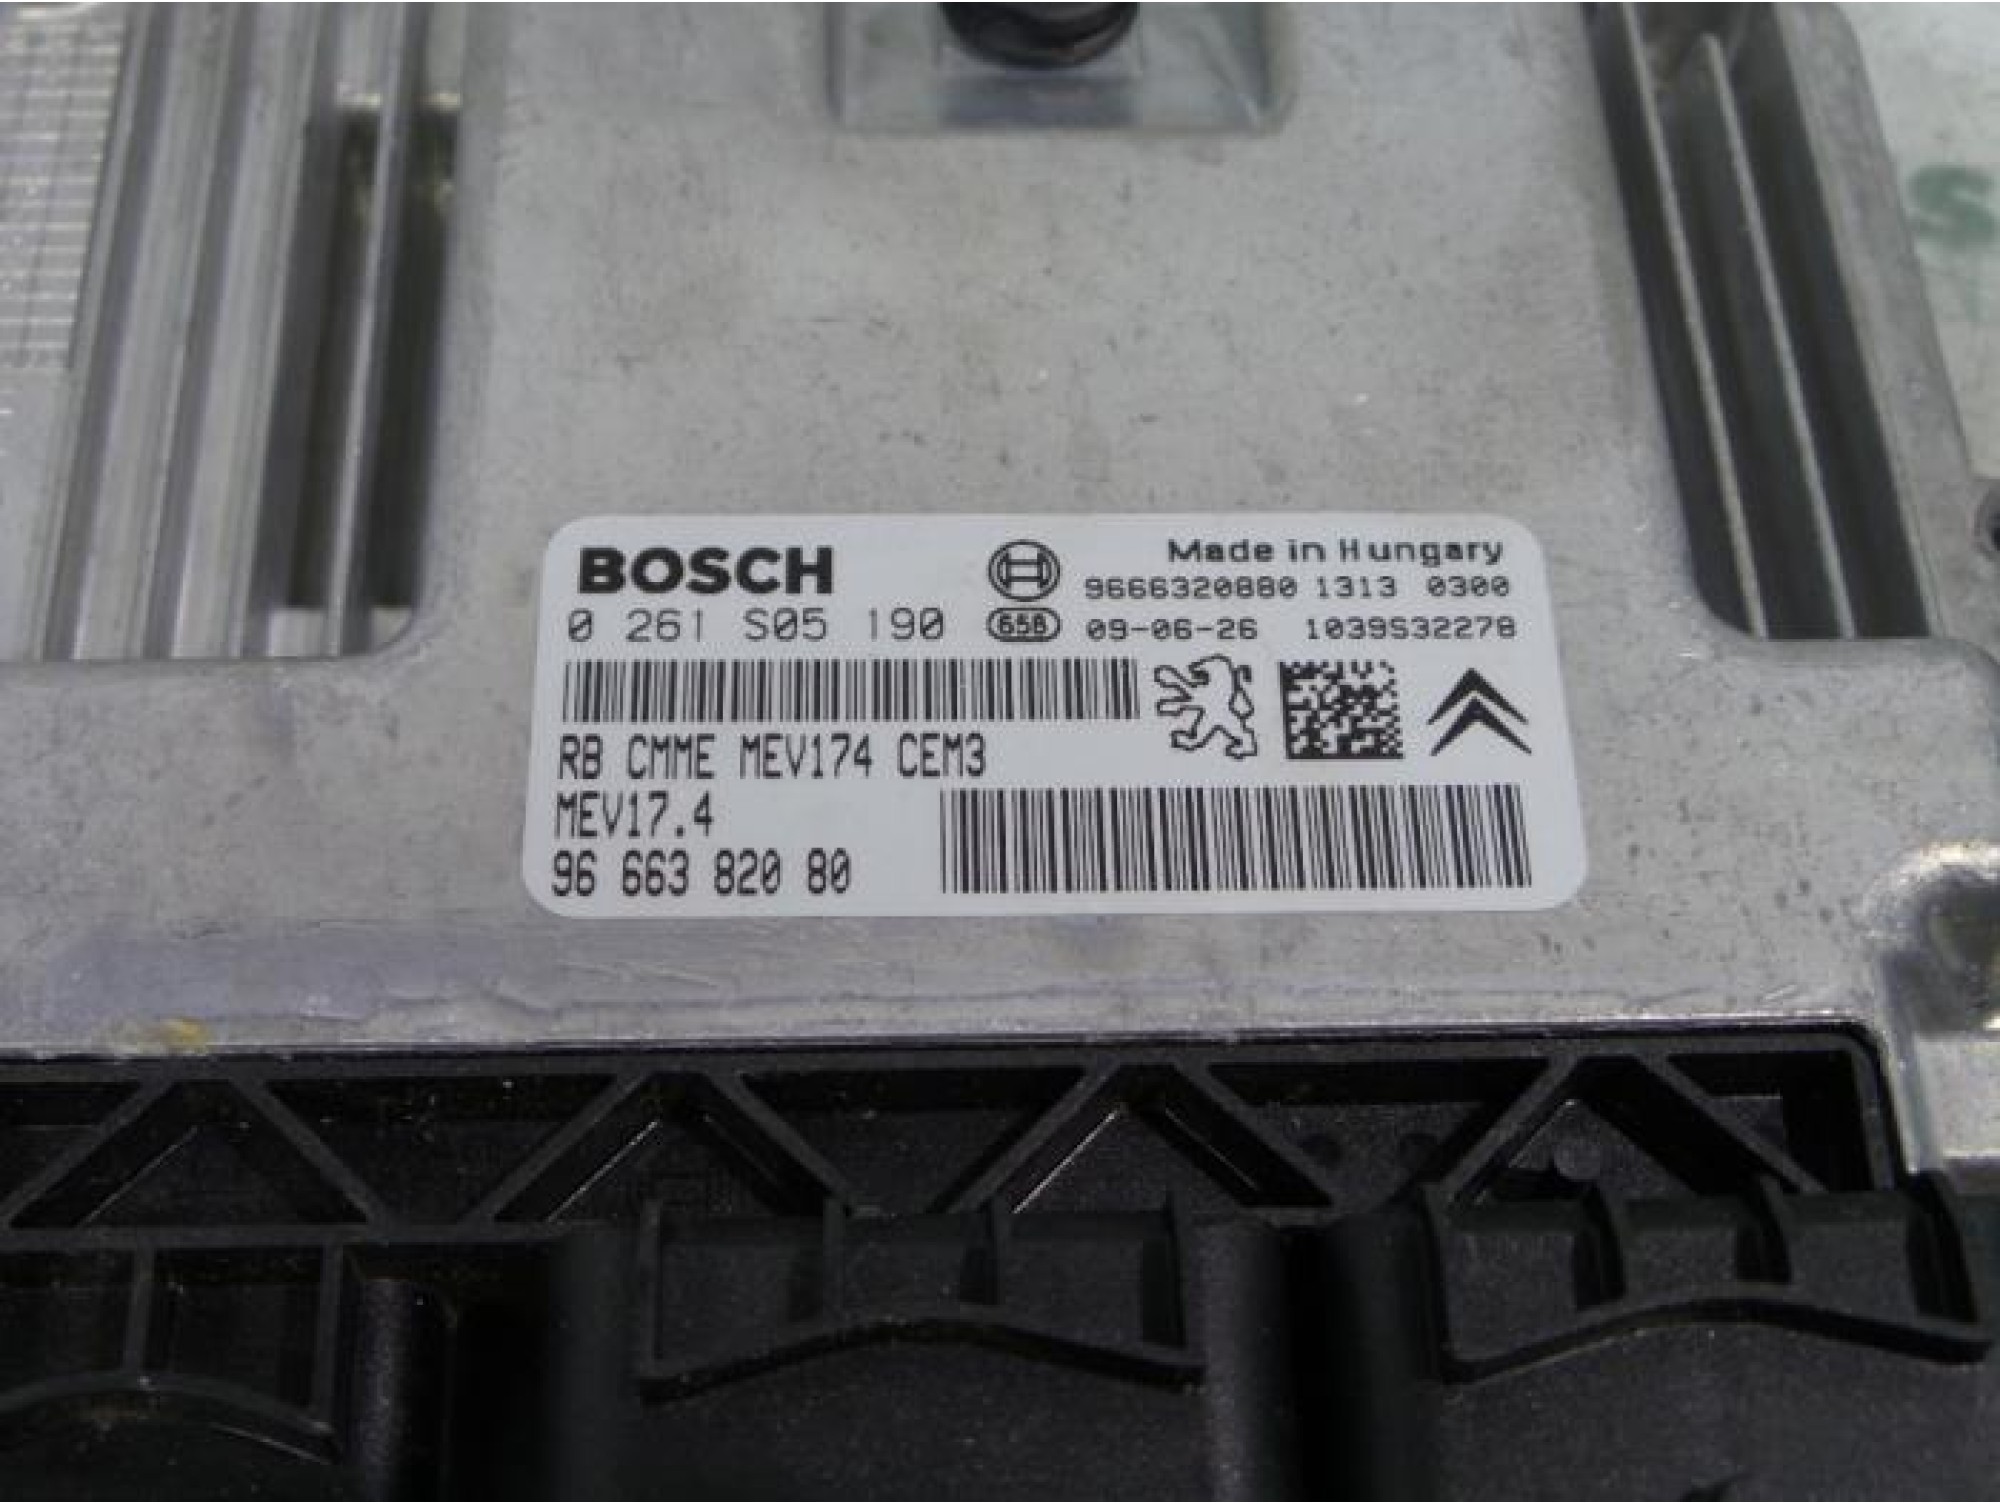 BOSCH
Made in Hungary
9666320880 1313 0300
0 261 S05 190
656 09-06-26 1039S32278
RB CMME MEV174 CEM3
MEV17.4
96 663 820 80
S